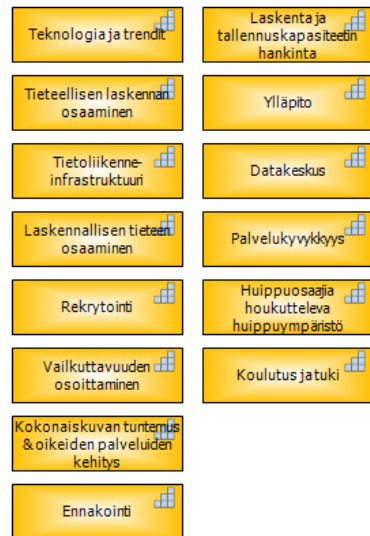 Teknologia ja trendit
Tieteellisen laskennan
osaaminen
Tietoliikenne-
infrastruktuuri
Laskennallisen tieteen
osaaminen
Rekrytointi
Vailkuttavuuden
osoittaminen
Kokonaiskuvan tuntemus
& oikeiden palveluiden
kehitys
Ennakointi
Laskenta ja
tallennuskapasiteetin
hankinta
Ylläpito
Datakeskus
Palvelukyvykkyys
Huippuosaajia
houkutteleva
huippuympäristö
Koulutus ja tuki